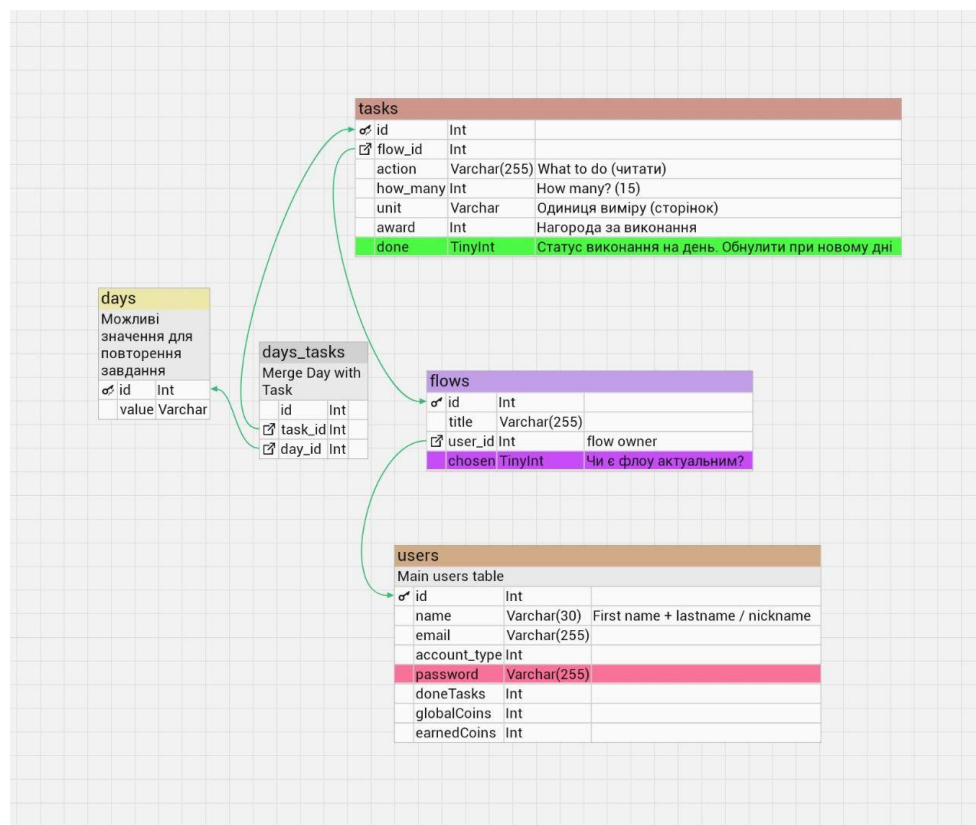 tasks
id Int
flow_id Int
action Varchar(255) What to do (читати)
how_many Int How many? (15)
unit Varchar Одиниця виміру (сторінок)
award Int Нагорода за виконання
done TinyInt Статус виконання на день. Обнулити при новому дні
days
Можливі
значення для
повторення
завдання
id Int
value Varchar
days_tasks
Merge Day with
Task
id Int
task_id Int
day_id Int
flows
id Int
title Varchar(255)
user_id Int flow owner
chosen TinyInt Чи є флоу актуальним?
users
Main users table
id Int
name Varchar(30) First name + lastname / nickname
email Varchar(255)
account_type Int
password Varchar(255)
doneTasks Int
globalCoins Int
earnedCoins Int